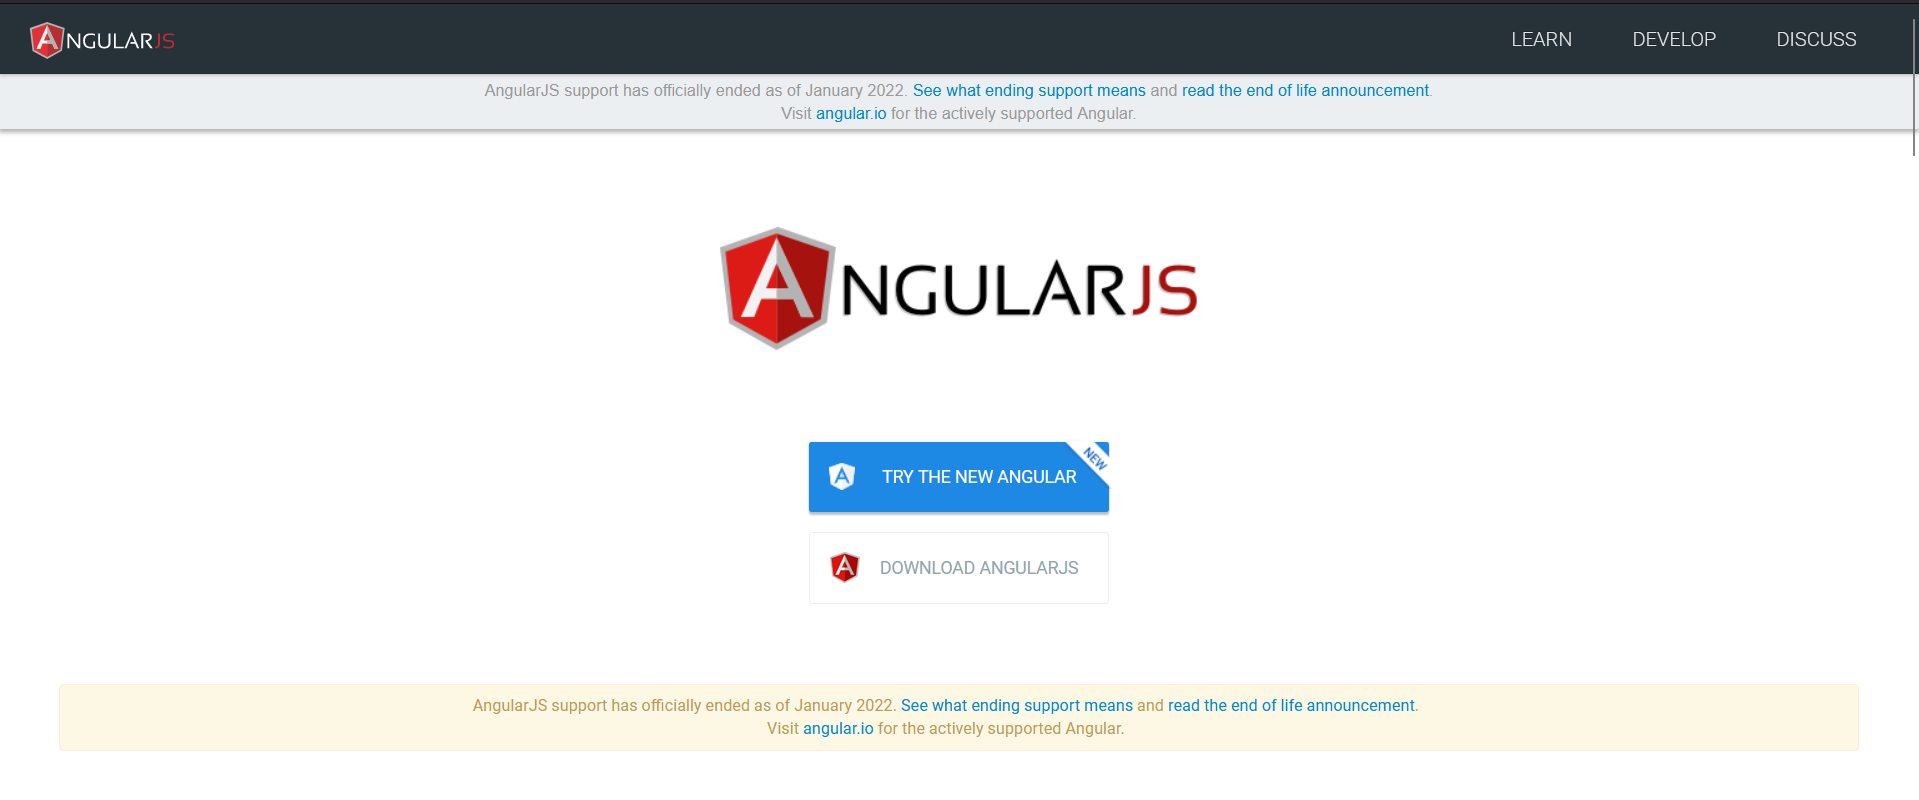 ANGULARJS
LEARN DEVELOP DISCUSS
AngularJS support has officially ended as of January 2022. See what ending support means and read the end of life announcement.
Visit angular.io for the actively supported Angular.
ANGULARJS
A TRY THE NEW ANGULAR NEW
A DOWNLOAD ANGULARJS
AngularJS support has officially ended as of January 2022. See what ending support means and read the end of life announcement.
Visit angular.io for the actively supported Angular.